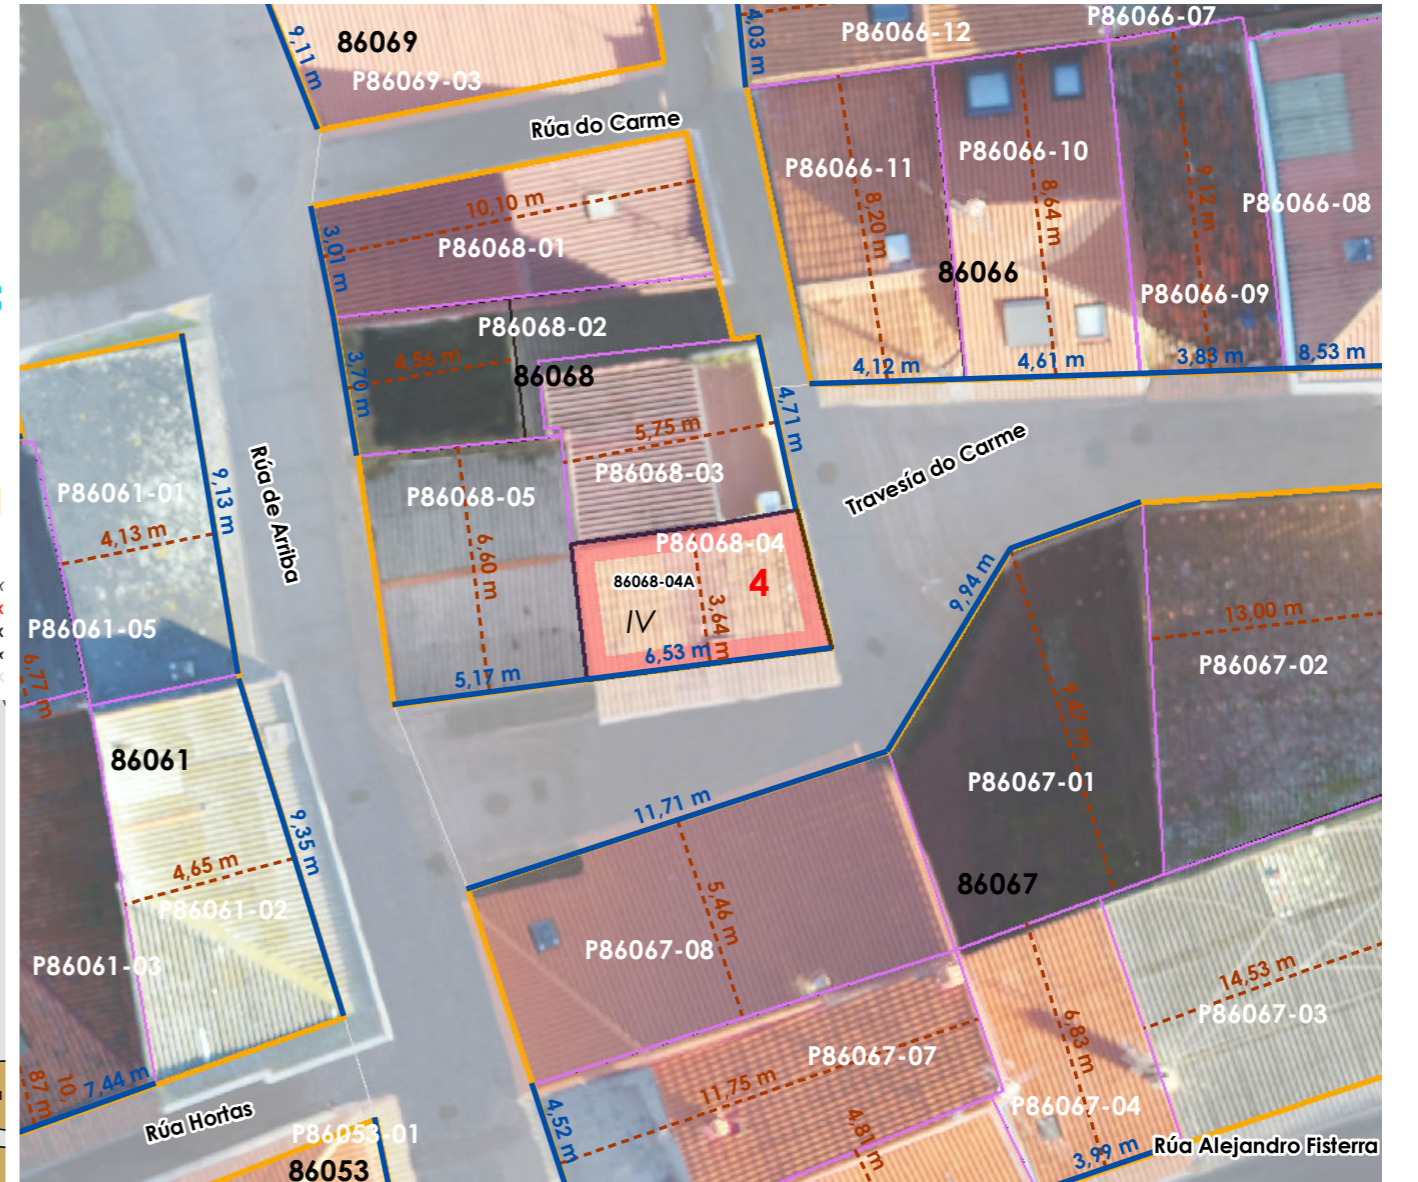 9,11 m
86069
P86069-03
4,03 m
P86066-12
P86066-07
Rúa do Carme
P86066-11
P86066-10
8,20 m
8,64 m
9,12 m
P86066-08
10,10 m
3,01 m
P86068-01
86066
P86066-09
P86068-02
3,70 m
4,56 m
86068
4,12 m
4,61 m
3,83 m
8,53 m
4,71 m
5,75 m
P86068-03
Travesía do Carme
P86061-01
9,13 m
Rúa de Arriba
4,13 m
P86068-05
6,60 m
P86068-04
86068-04A
4
IV
3,64 m
6,53 m
5,17 m
9,94 m
13,00 m
P86067-02
P86061-05
6,77 m
9,47 m
86061
P86067-01
11,71 m
9,35 m
4,65 m
P86061-02
86067
5,46 m
P86067-08
P86061-03
14,53 m
P86067-03
6,83 m
P86067-07
11,75 m
10,
87 m
7,44 m
Rúa Hortas
4,52 m
4,81 m
P86067-04
P86053-01
86053
3,99 m
Rúa Alejandro Fisterra